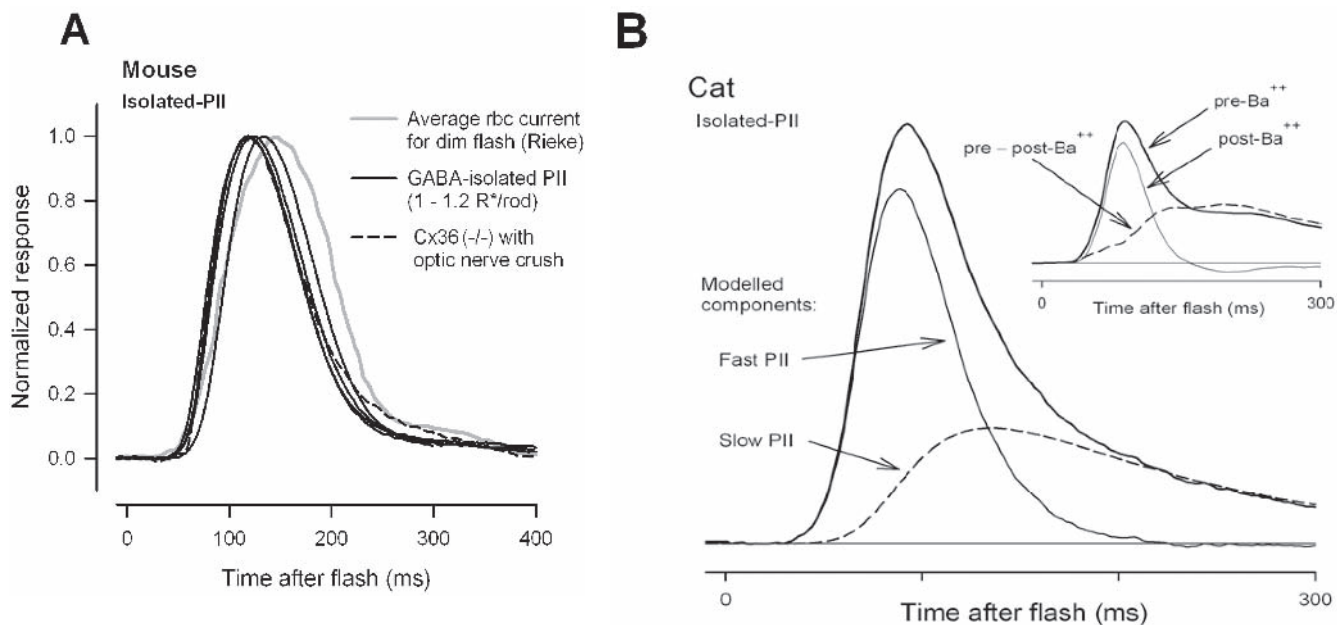 A
Mouse
Isolated-PII
Average rbc current
for dim flash (Rieke)
GABA-isolated PII
(1 - 1.2 R*/rod)
Cx36 (-/-) with
optic nerve crush
Normalized response
1.0
0.8
0.6
0.4
0.2
0.0
0
100
200
300
400
Time after flash (ms)
B
Cat
Isolated-PII
pre-Ba++
post-Ba++
pre – post-Ba++
0
300
Time after flash (ms)
Modelled
components:
Fast PII
Slow PII
0
300
Time after flash (ms)